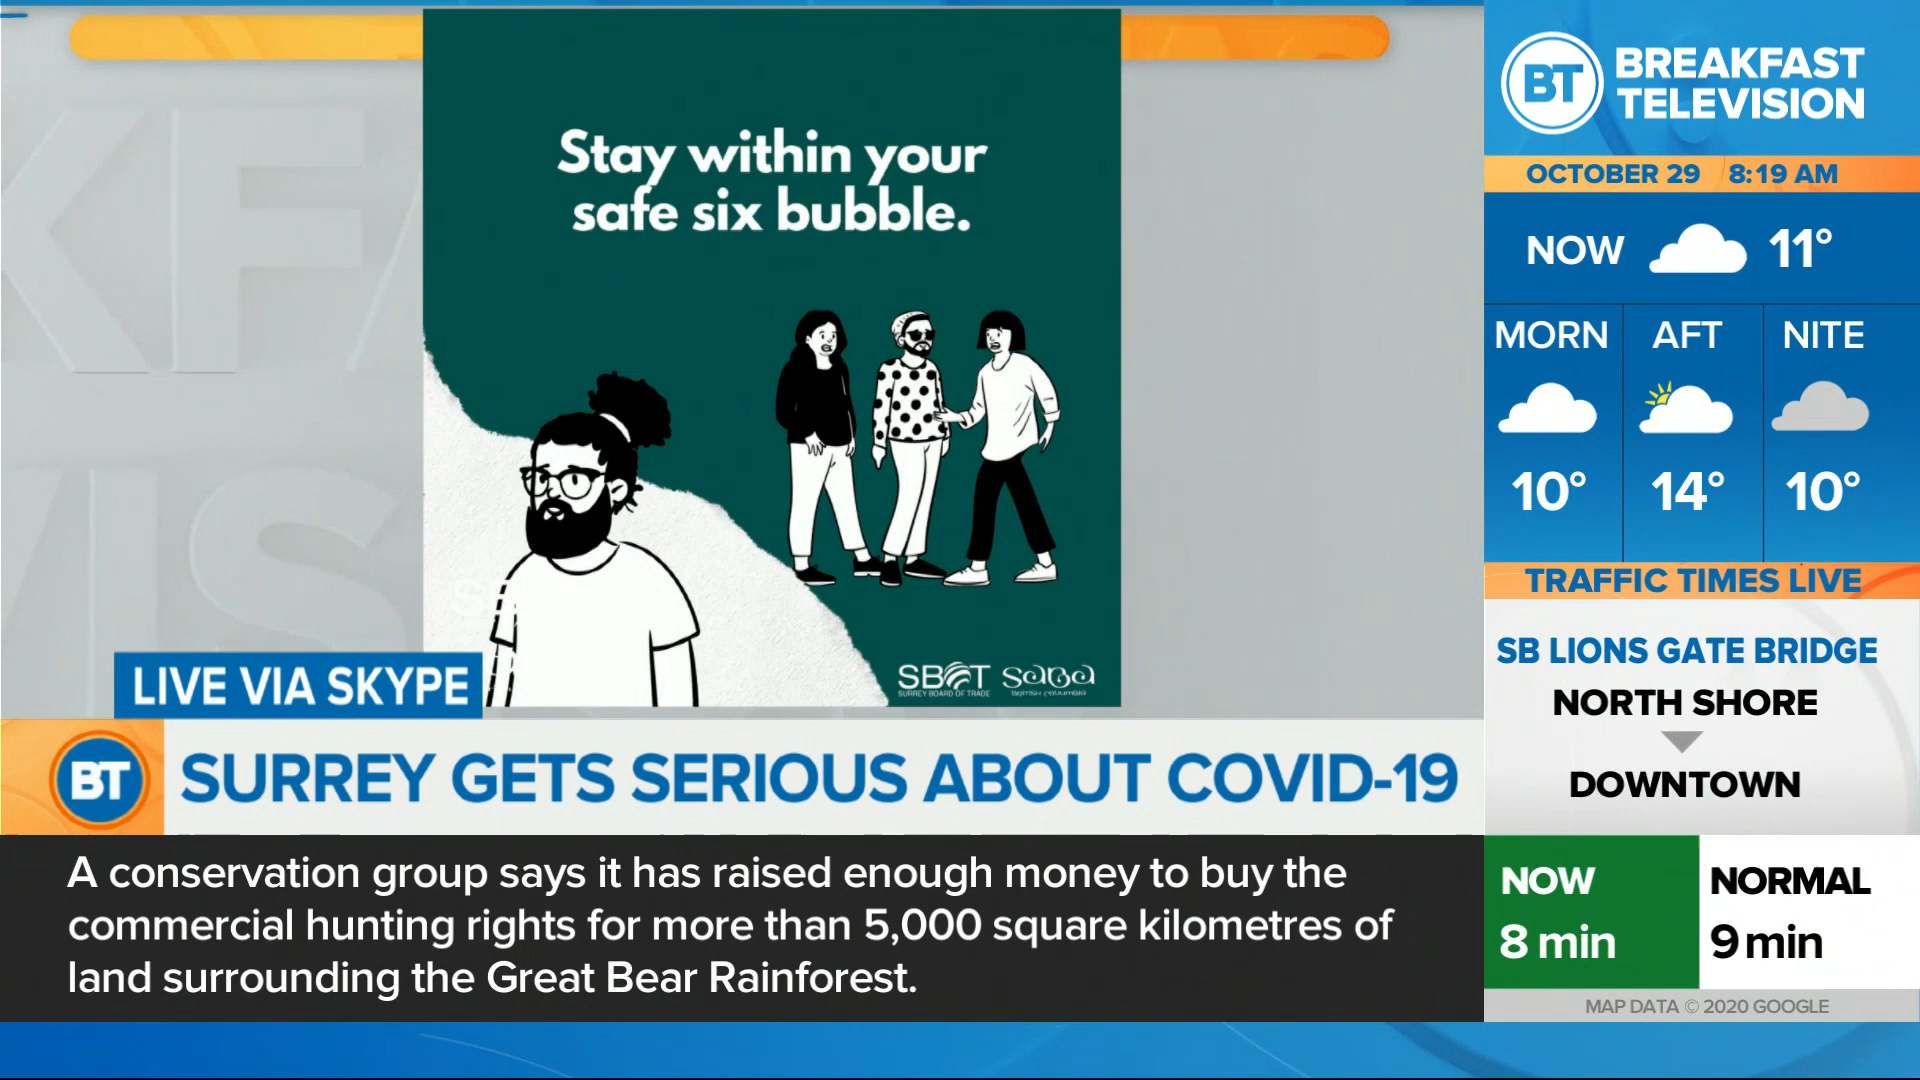 Stay within your
safe six bubble.
SBOT
SURREY BOARD OF TRADE
SABA
BRITISH COLUMBIA
LIVE VIA SKYPE
BT
SURREY GETS SERIOUS ABOUT COVID-19
A conservation group says it has raised enough money to buy the
commercial hunting rights for more than 5,000 square kilometres of
land surrounding the Great Bear Rainforest.
BT
BREAKFAST
TELEVISION
OCTOBER 29 8:19 AM
NOW 11°
MORN AFT NITE
10° 14° 10°
TRAFFIC TIMES LIVE
SB LIONS GATE BRIDGE
NORTH SHORE
DOWNTOWN
NOW NORMAL
8 min 9 min
MAP DATA © 2020 GOOGLE